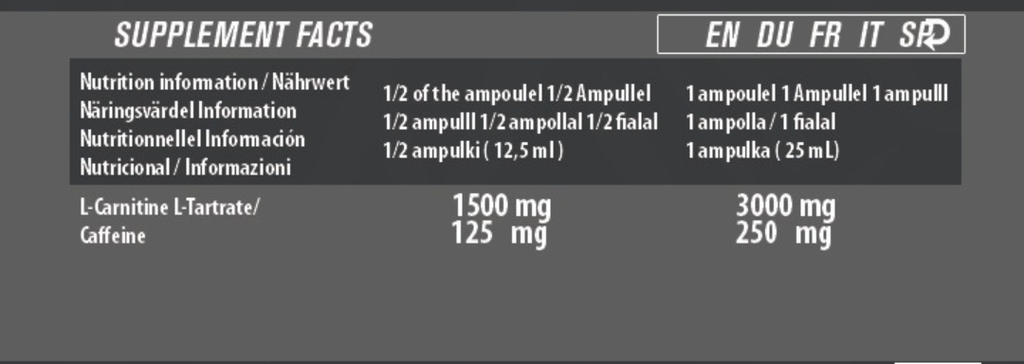 SUPPLEMENT FACTS
EN DU FR IT SP
Nutrition information / Nährwert
Näringsvärdel Information
Nutritionnellel Información
Nutricional / Informazioni
1/2 of the ampoulel 1/2 Ampullel
1/2 ampulll 1/2 ampollal 1/2 fialal
1/2 ampulki ( 12,5 ml )
1 ampoulel 1 Ampullel 1 ampulll
1 ampolla / 1 fialal
1 ampulka ( 25 mL)
L-Carnitine L-Tartrate/ 1500 mg 3000 mg
Caffeine 125 mg 250 mg